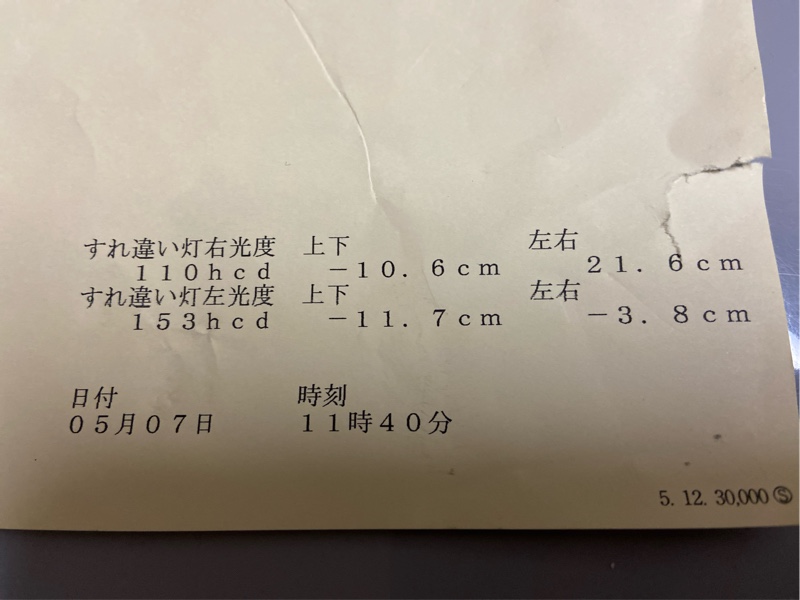 すれ違い灯右光度 上下 左右
110hcd -10.6cm 21.6cm
すれ違い灯左光度 上下 左右
153hcd -11.7cm -3.8cm
日付 時刻
05月07日 11時40分
5. 12. 30,000 Ⓢ